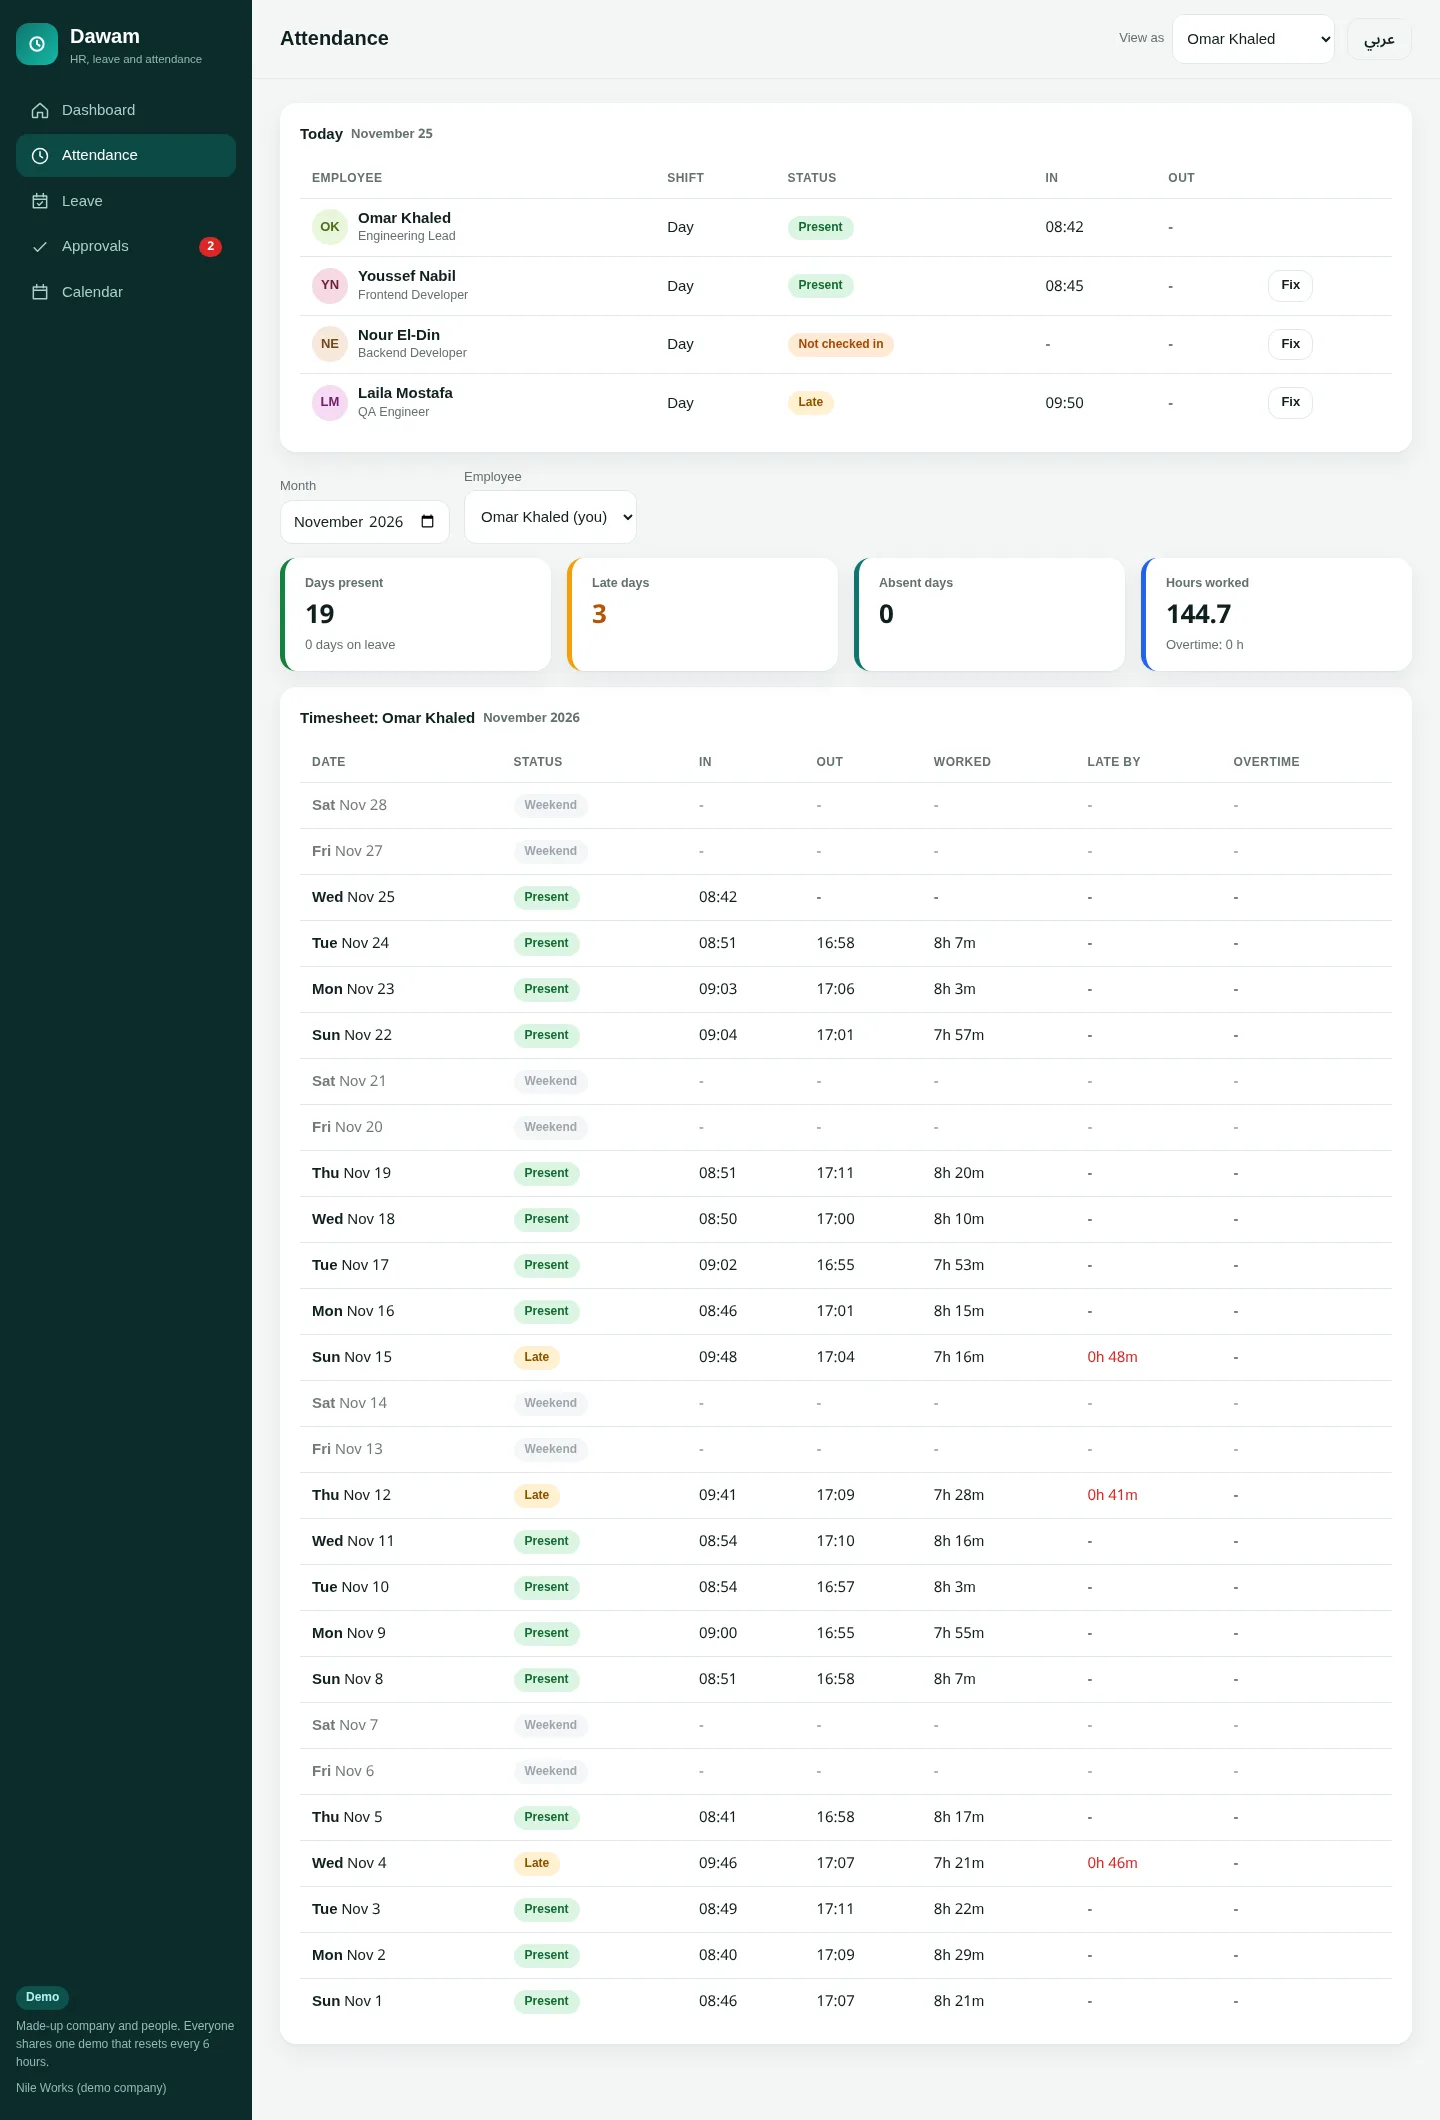 Dawam
HR, leave and attendance
Dashboard
Attendance
Leave
Approvals 2
Calendar
Demo
Made-up company and people. Everyone
shares one demo that resets every 6
hours.
Nile Works (demo company)
Attendance
View as Omar Khaled عربي
Today November 25
EMPLOYEE SHIFT STATUS IN OUT
OK Omar Khaled Day Present 08:42 -
Engineering Lead
YN Youssef Nabil Day Present 08:45 - Fix
Frontend Developer
NE Nour El-Din Day Not checked in - - Fix
Backend Developer
LM Laila Mostafa Day Late 09:50 - Fix
QA Engineer
Month Employee
November 2026 Omar Khaled (you)
Days present Late days Absent days Hours worked
19 3 0 144.7
0 days on leave Overtime: 0 h
Timesheet: Omar Khaled November 2026
DATE STATUS IN OUT WORKED LATE BY OVERTIME
Sat Nov 28 Weekend - - - - -
Fri Nov 27 Weekend - - - - -
Wed Nov 25 Present 08:42 - - - -
Tue Nov 24 Present 08:51 16:58 8h 7m - -
Mon Nov 23 Present 09:03 17:06 8h 3m - -
Sun Nov 22 Present 09:04 17:01 7h 57m - -
Sat Nov 21 Weekend - - - - -
Fri Nov 20 Weekend - - - - -
Thu Nov 19 Present 08:51 17:11 8h 20m - -
Wed Nov 18 Present 08:50 17:00 8h 10m - -
Tue Nov 17 Present 09:02 16:55 7h 53m - -
Mon Nov 16 Present 08:46 17:01 8h 15m - -
Sun Nov 15 Late 09:48 17:04 7h 16m 0h 48m -
Sat Nov 14 Weekend - - - - -
Fri Nov 13 Weekend - - - - -
Thu Nov 12 Late 09:41 17:09 7h 28m 0h 41m -
Wed Nov 11 Present 08:54 17:10 8h 16m - -
Tue Nov 10 Present 08:54 16:57 8h 3m - -
Mon Nov 9 Present 09:00 16:55 7h 55m - -
Sun Nov 8 Present 08:51 16:58 8h 7m - -
Sat Nov 7 Weekend - - - - -
Fri Nov 6 Weekend - - - - -
Thu Nov 5 Present 08:41 16:58 8h 17m - -
Wed Nov 4 Late 09:46 17:07 7h 21m 0h 46m -
Tue Nov 3 Present 08:49 17:11 8h 22m - -
Mon Nov 2 Present 08:40 17:09 8h 29m - -
Sun Nov 1 Present 08:46 17:07 8h 21m - -